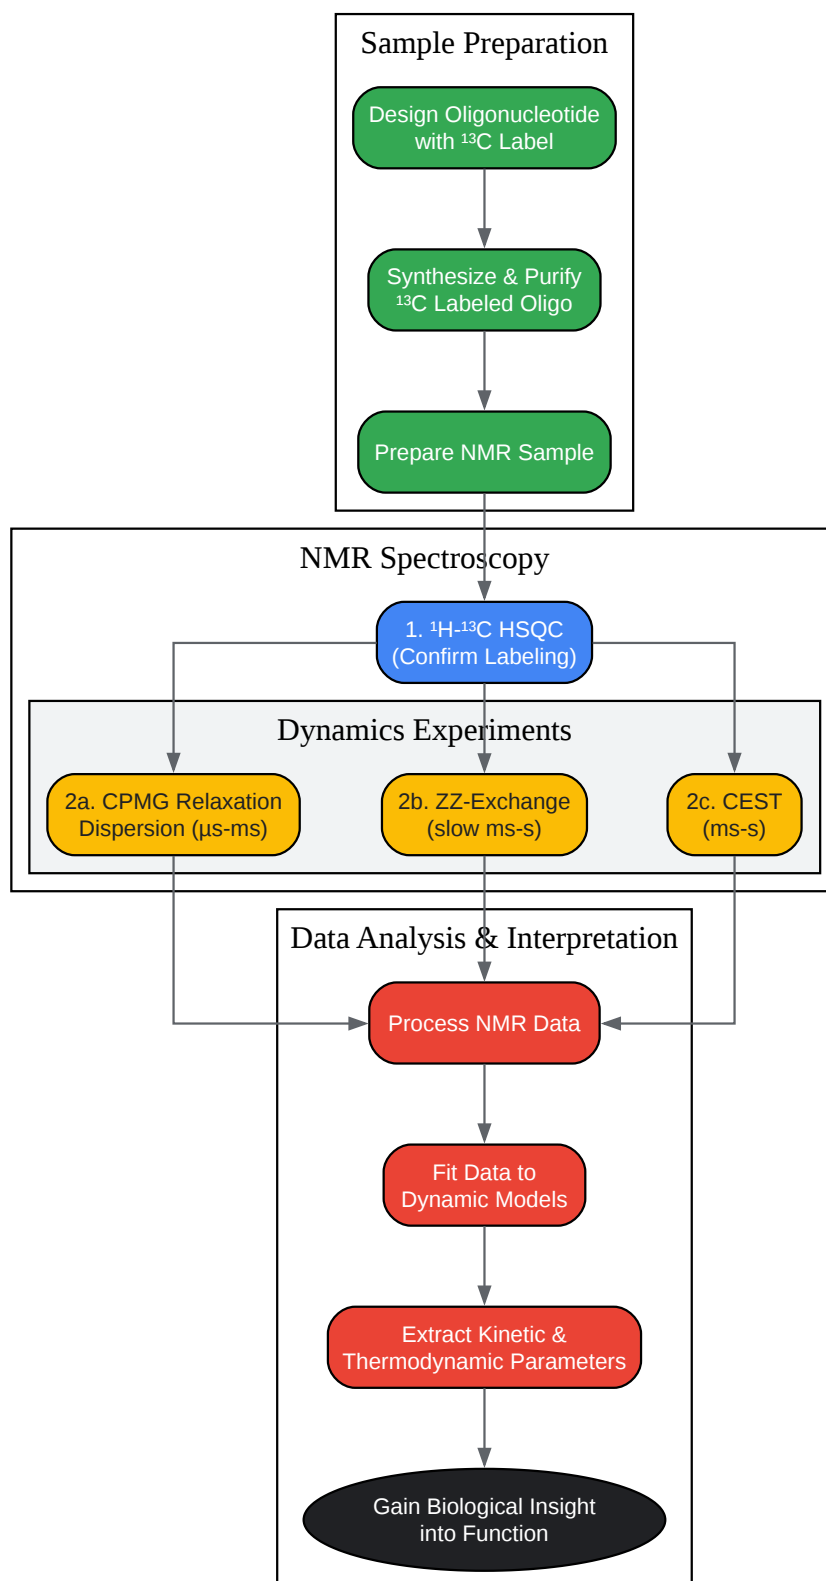 Sample Preparation
Design Oligonucleotide
with ¹³C Label
Synthesize & Purify
¹³C Labeled Oligo
Prepare NMR Sample
NMR Spectroscopy
1. ¹H-¹³C HSQC
(Confirm Labeling)
Dynamics Experiments
2a. CPMG Relaxation
Dispersion (µs-ms)
2b. ZZ-Exchange
(slow ms-s)
2c. CEST
(ms-s)
Data Analysis & Interpretation
Process NMR Data
Fit Data to
Dynamic Models
Extract Kinetic &
Thermodynamic Parameters
Gain Biological Insight
into Function